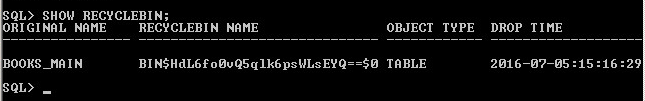 SQL> SHOW RECYCLEBIN;
ORIGINAL NAME    RECYCLEBIN NAME                OBJECT TYPE  DROP TIME
---------------- ------------------------------ ------------ -------------------
BOOKS_MAIN       BIN$HdL6fo0vQ5qlk6psWLsEYQ==$0 TABLE        2016-07-05:15:16:29
SQL> _